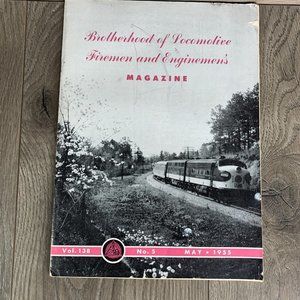 Brotherhood of Locomotive
Firemen and Enginemen's
MAGAZINE
Vol. 138 No. 5 MAY • 1955